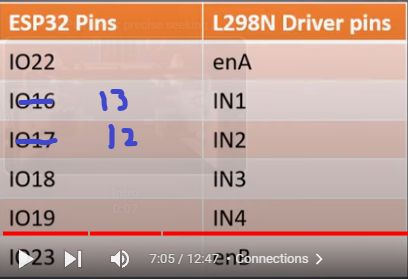 ESP32 Pins L298N Driver pins
IO22 enA
IO16 13 IN1
IO17 12 IN2
IO18 IN3
IO19 IN4
IO23 enB
7:05 / 12:47 • Connections >